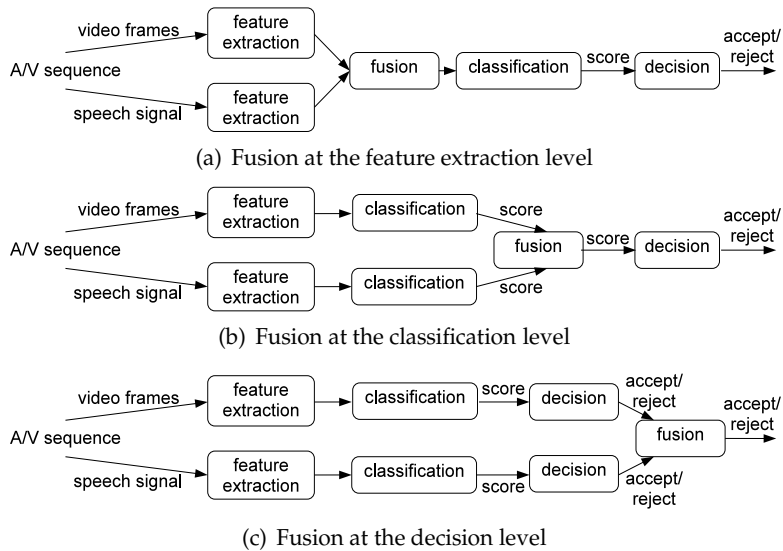 video frames
feature
extraction
A/V sequence
speech signal
feature
extraction
fusion
classification
score
decision
accept/
reject
(a) Fusion at the feature extraction level
video frames
feature
extraction
classification
score
A/V sequence
speech signal
feature
extraction
classification
score
fusion
score
decision
accept/
reject
(b) Fusion at the classification level
video frames
feature
extraction
classification
score
decision
accept/
reject
A/V sequence
speech signal
feature
extraction
classification
score
decision
accept/
reject
fusion
accept/
reject
(c) Fusion at the decision level